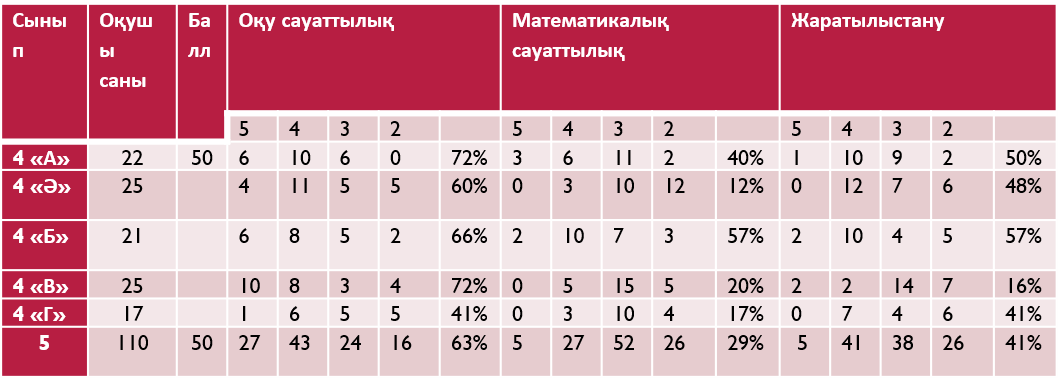 Сыны Оқушы Ба Оқу сауаттылық Математикалық Жаратылыстану
п ы лл сауаттылық
саны
5 4 3 2 5 4 3 2 5 4 3 2
4 «А» 22 50 6 10 6 0 72% 3 6 11 2 40% 1 10 9 2 50%
4 «Ə» 25 4 11 5 5 60% 0 3 10 12 12% 0 12 7 6 48%
4 «Б» 21 6 8 5 2 66% 2 10 7 3 57% 2 10 4 5 57%
4 «В» 25 10 8 3 4 72% 0 5 15 5 20% 2 2 14 7 16%
4 «Г» 17 1 6 5 5 41% 0 3 10 4 17% 0 7 4 6 41%
5 110 50 27 43 24 16 63% 5 27 52 26 29% 5 41 38 26 41%